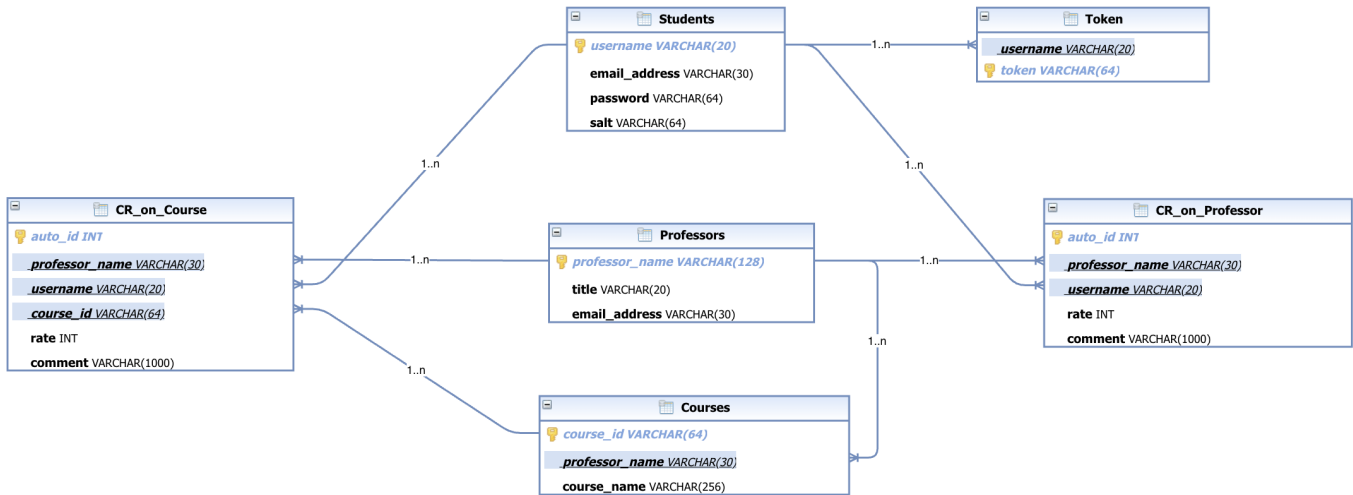 Students
username VARCHAR(20)
email_address VARCHAR(30)
password VARCHAR(64)
salt VARCHAR(64)
Token
username VARCHAR(20)
token VARCHAR(64)
1..n
1..n
1..n
CR_on_Course
auto_id INT
professor_name VARCHAR(30)
username VARCHAR(20)
course_id VARCHAR(64)
rate INT
comment VARCHAR(1000)
1..n
Professors
professor_name VARCHAR(128)
title VARCHAR(20)
email_address VARCHAR(30)
1..n
CR_on_Professor
auto_id INT
professor_name VARCHAR(30)
username VARCHAR(20)
rate INT
comment VARCHAR(1000)
1..n
1..n
Courses
course_id VARCHAR(64)
professor_name VARCHAR(30)
course_name VARCHAR(256)